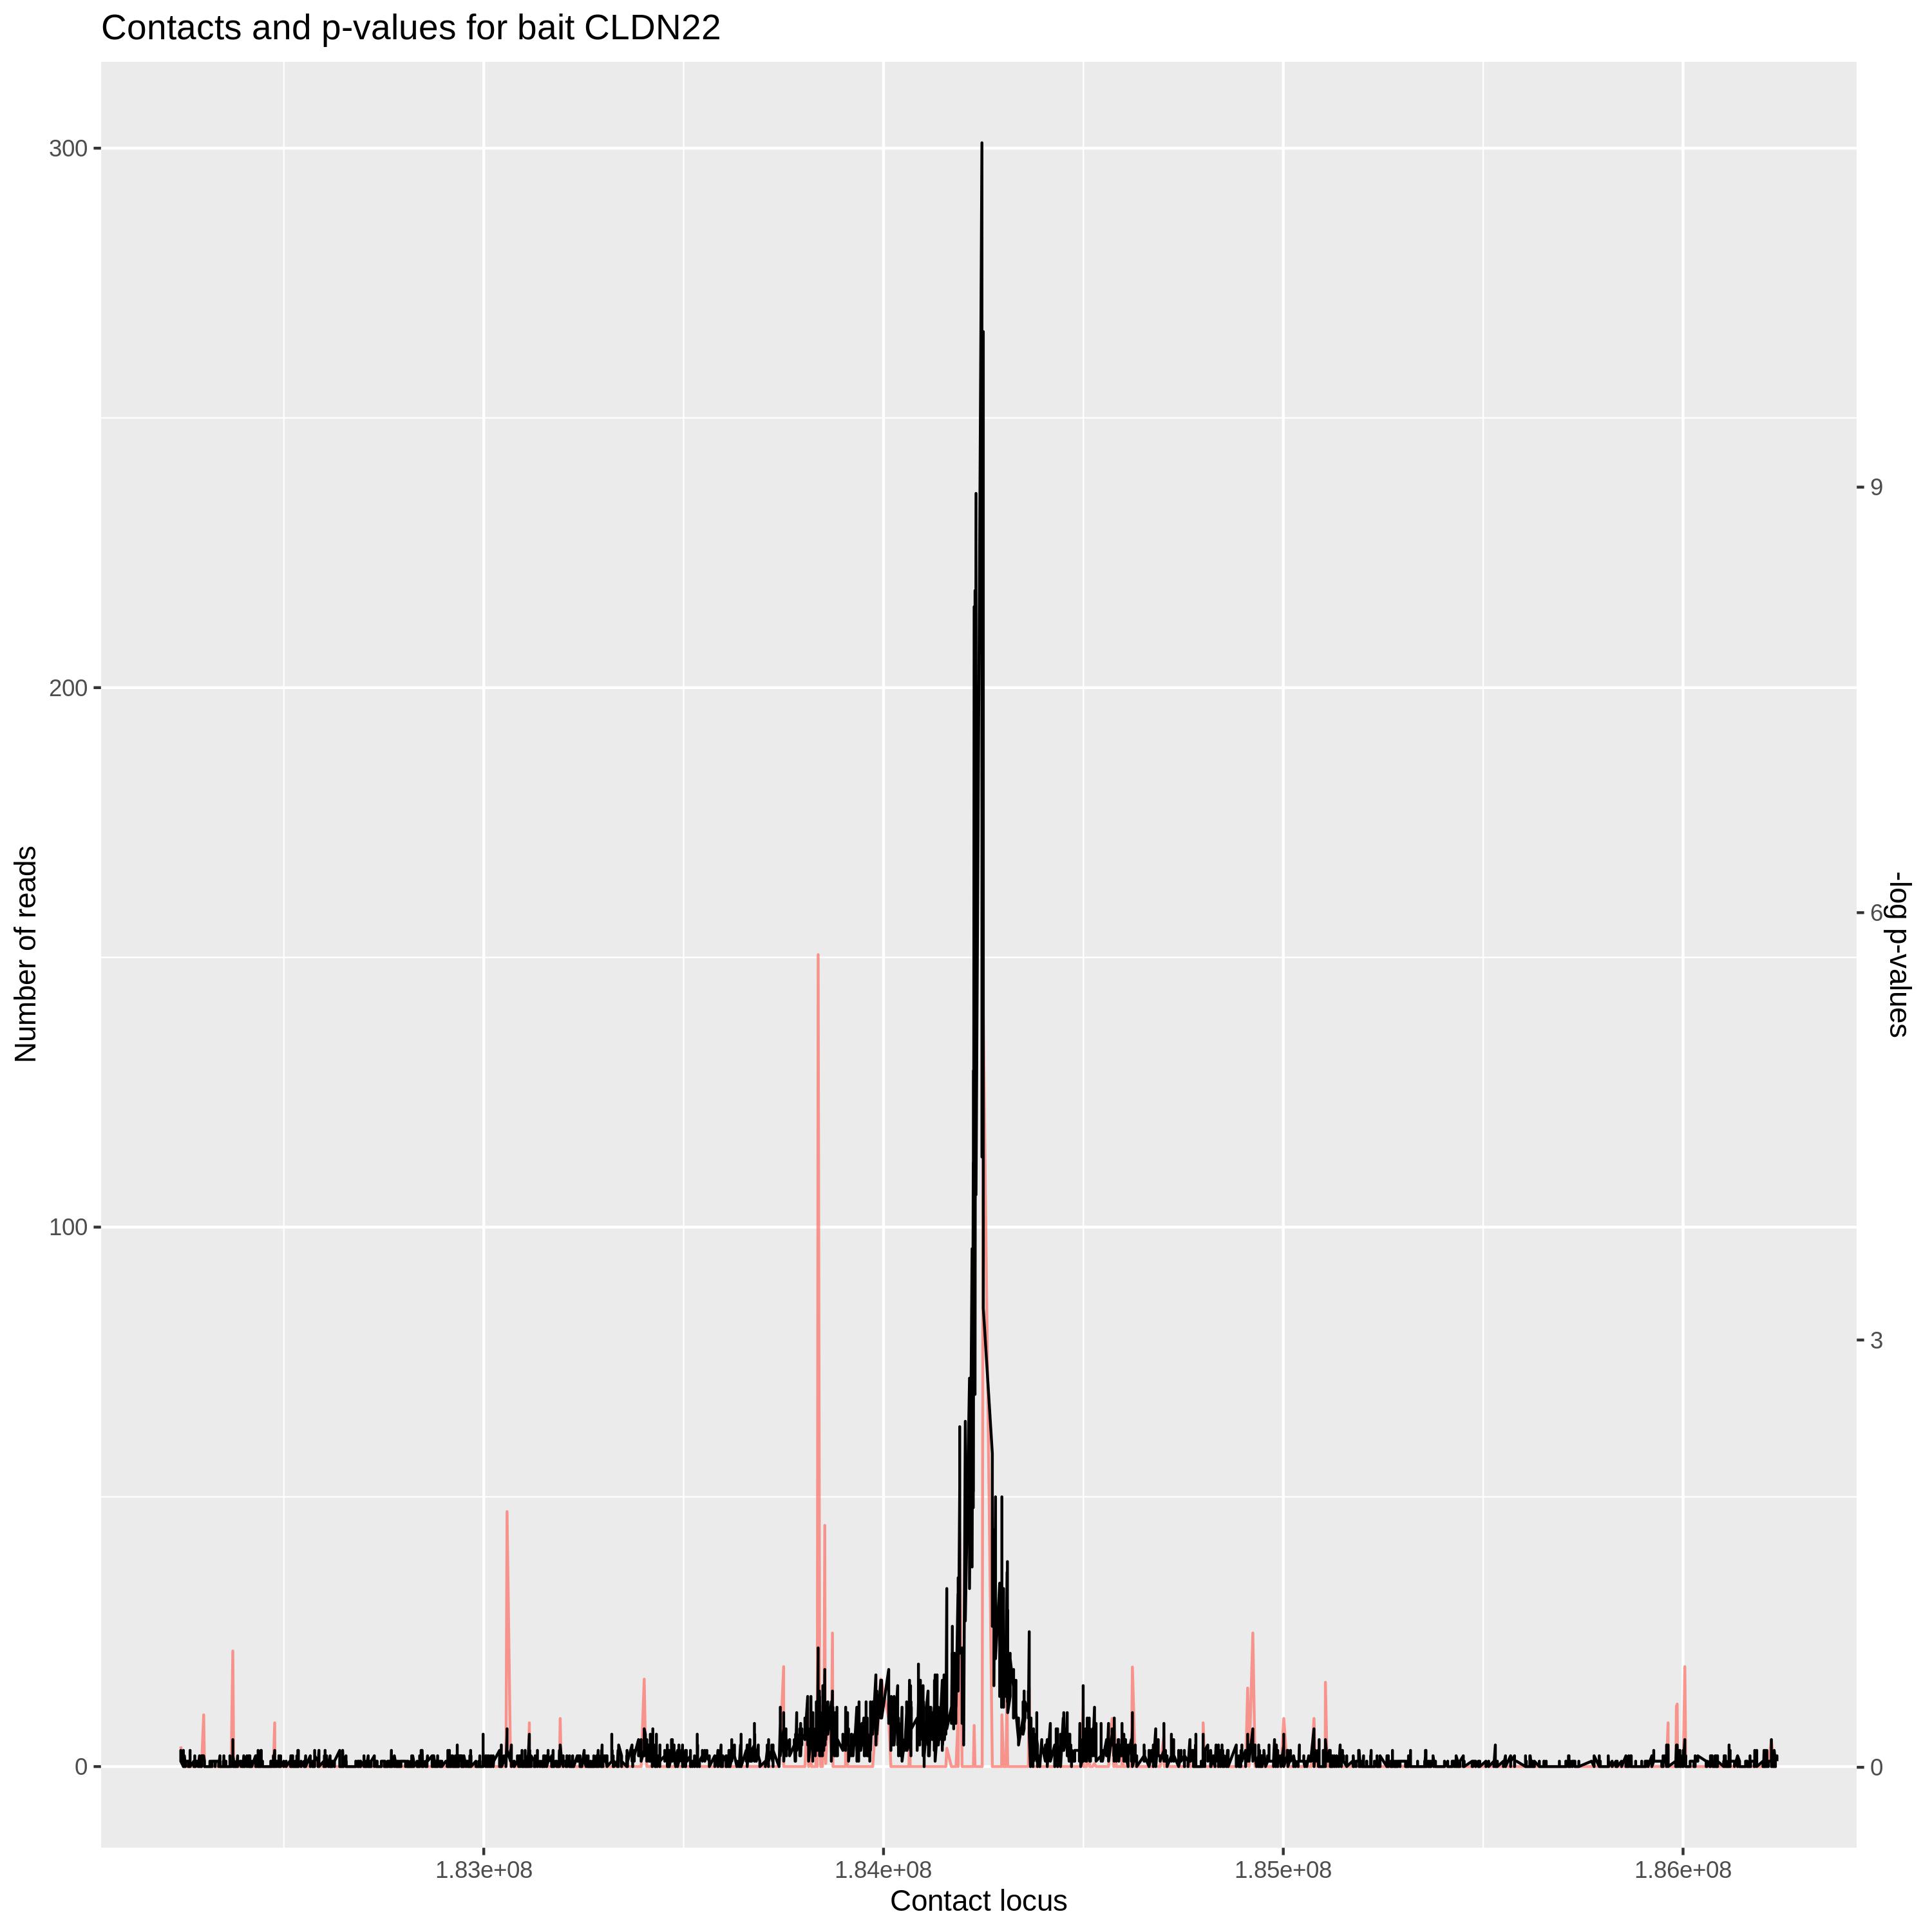 Contacts and p-values for bait CLDN22
300
200
100
0
Number of reads
9
6
3
0
-log p-values
1.83e+08
1.84e+08
1.85e+08
1.86e+08
Contact locus